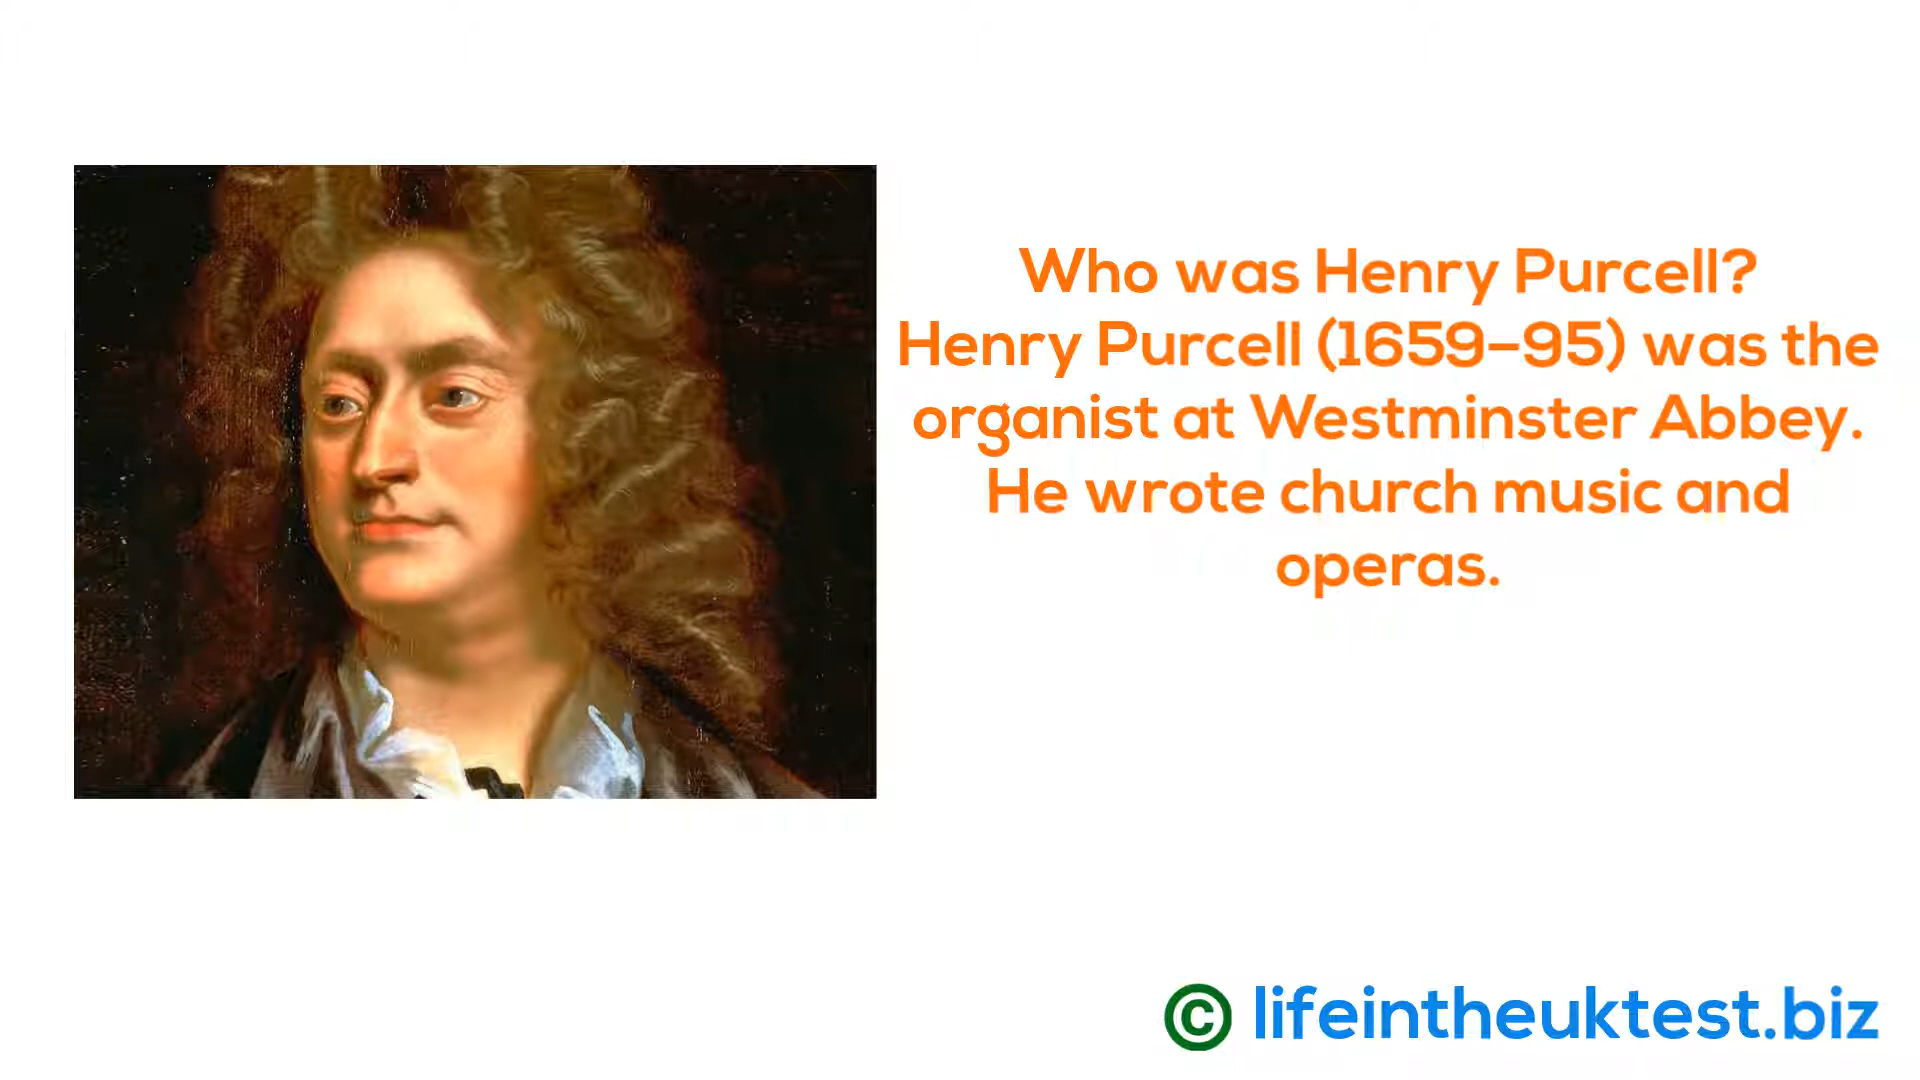 Who was Henry Purcell?
Henry Purcell (1659–95) was the
organist at Westminster Abbey.
He wrote church music and
operas.
© lifeintheuktest.biz